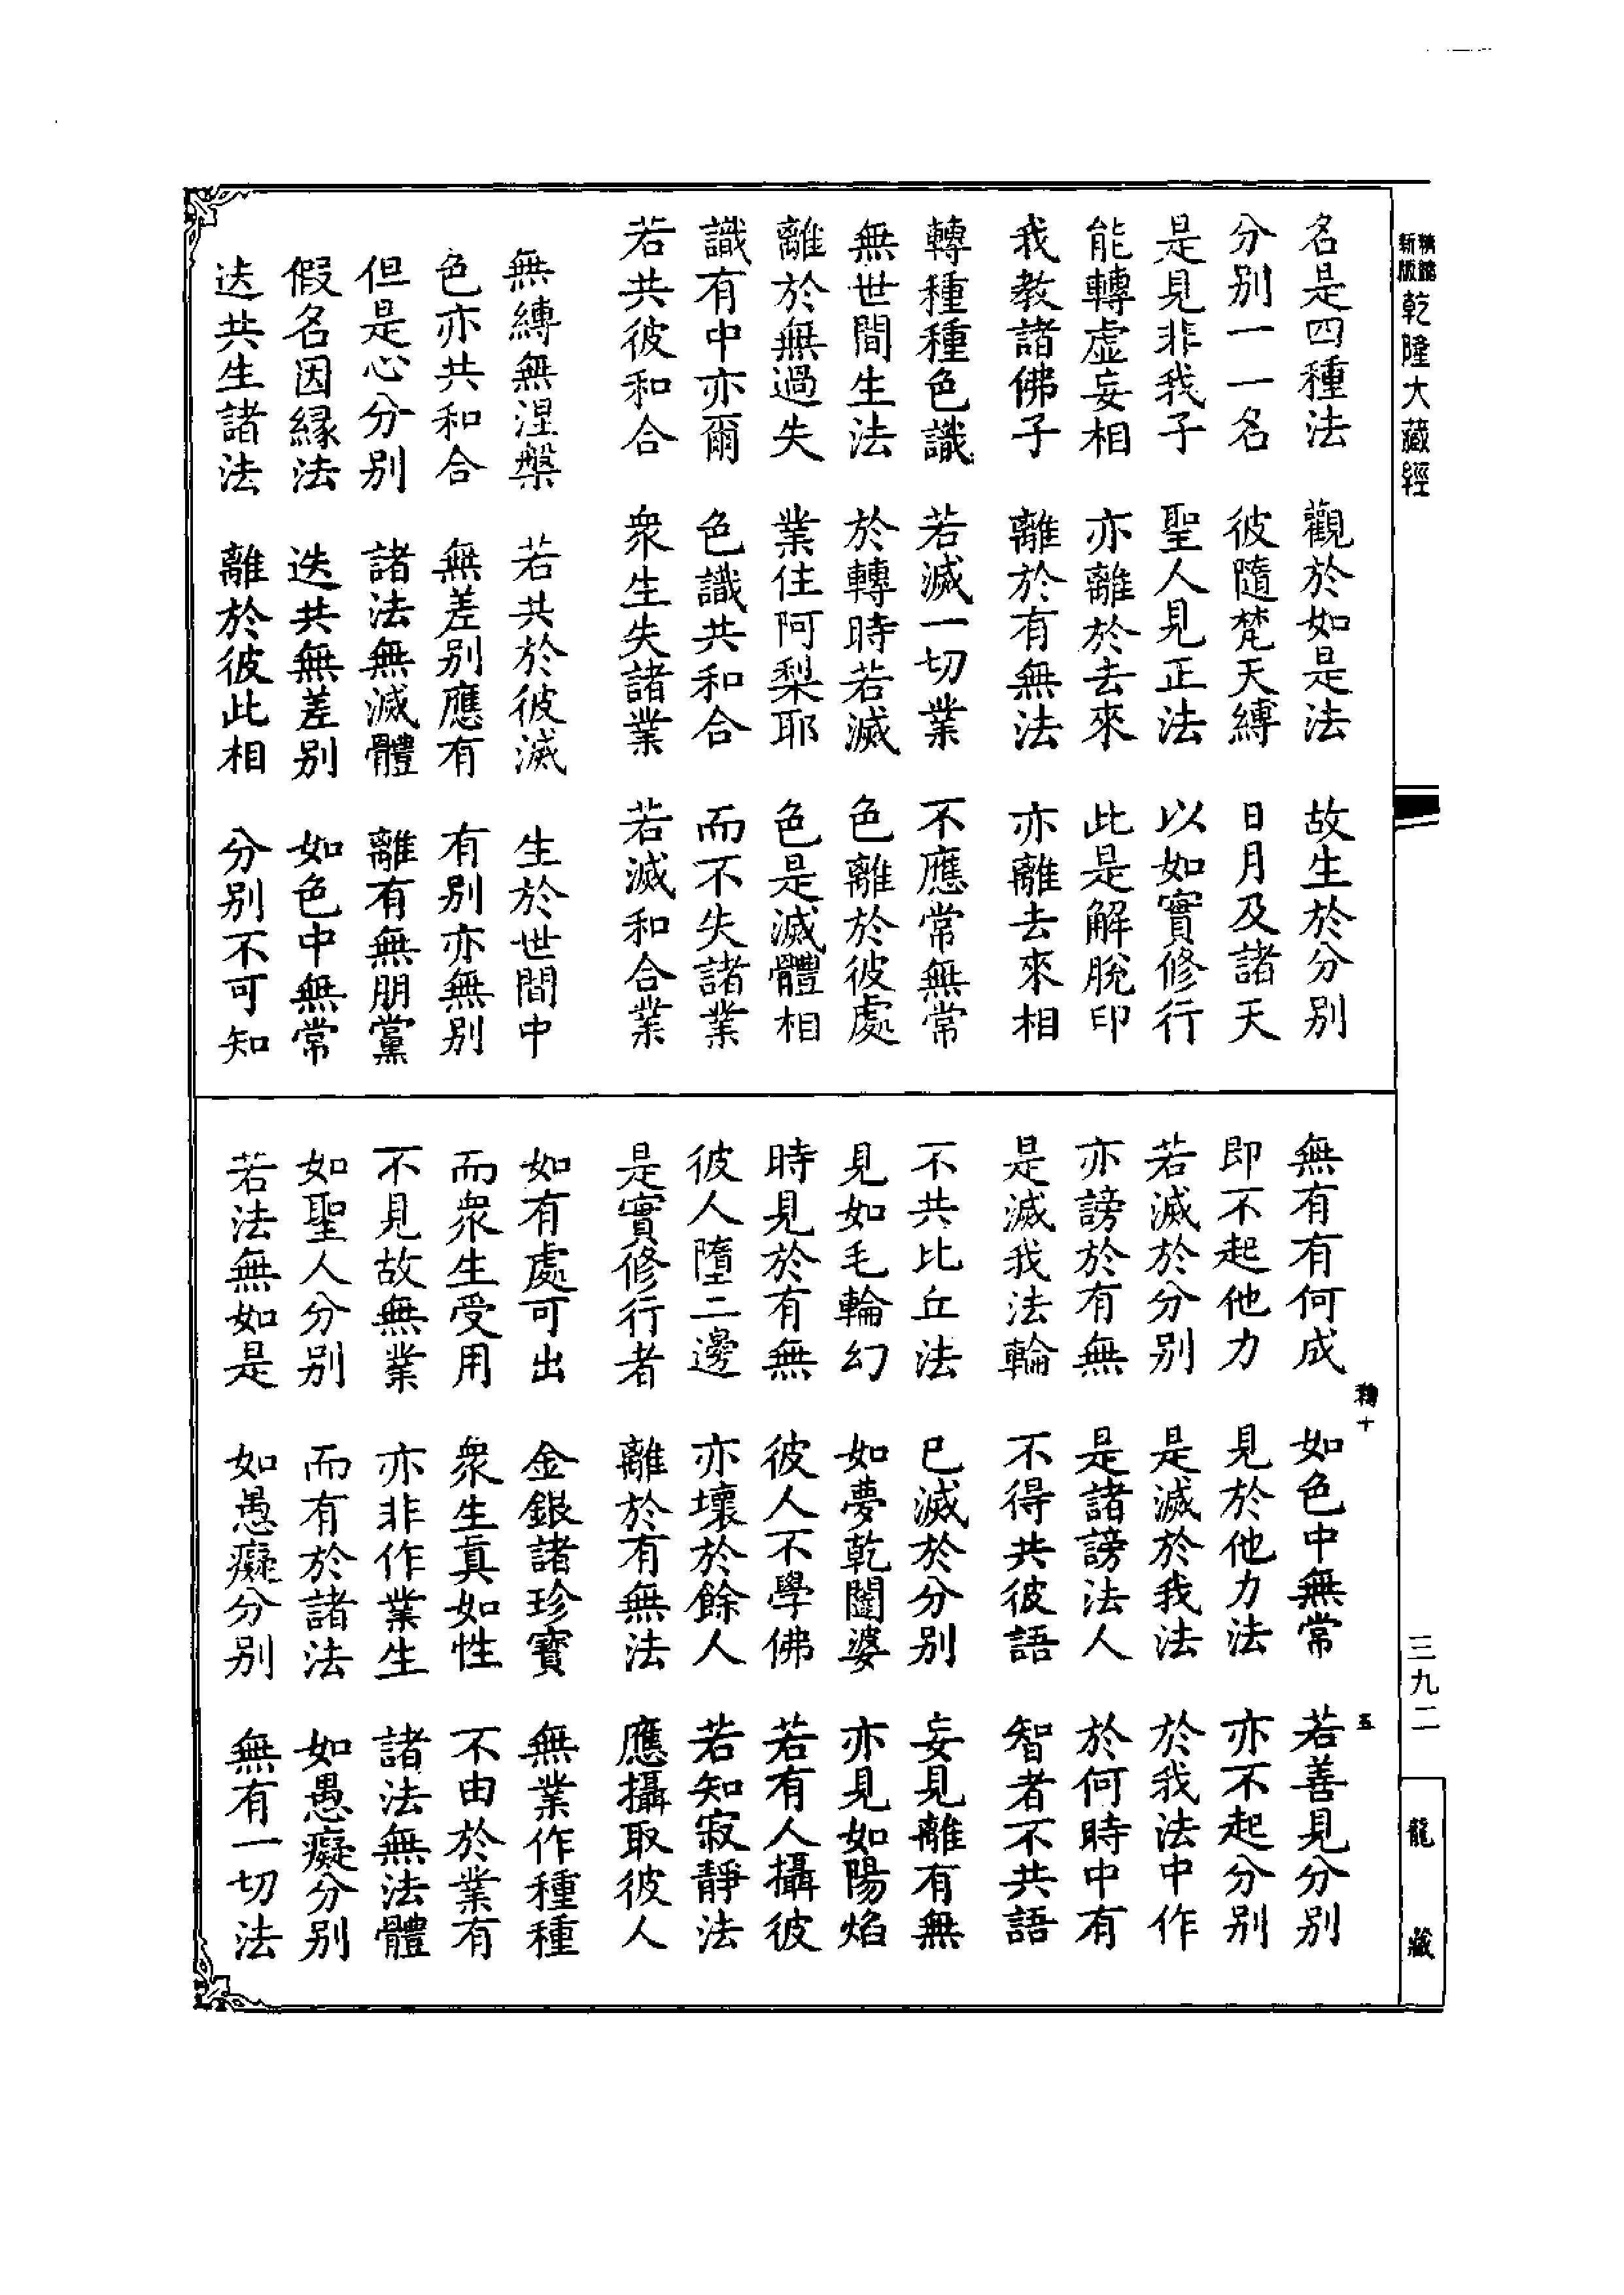 新版
乾隆大藏經
名是四種法 觀於如是法 故生於分別
分別一一名 彼隨梵天縛 日月及諸天
是見非我子 聖人見正法 以如實修行
能轉虛妄相 亦離於去來 此是解脫印
我教諸佛子 離於有無法 亦離去來相
轉種種色識 若滅一切業 不應常無常
無世間生法 於轉時若滅 色離於彼處
離於無過失 業住阿梨耶 色是滅體相
識有中亦爾 色識共和合 而不失諸業
若共彼和合 眾生失諸業 若滅和合業
無縛無涅槃 若共於彼滅 生於世間中
色亦共和合 無差別應有 有別亦無別
但是心分別 諸法無滅體 離有無朋黨
假名因緣法 迭共無差別 如色中無常
迭共生諸法 離於彼此相 分別不可知
無有有何成 如色中無常 若善見分別
即不起他力 見於他力法 亦不起分別
若滅於分別 是滅於我法 於我法中作
亦謗於有無 是諸謗法人 於何時中有
是滅我法輪 不得共彼語 智者不共語
不共比丘法 已滅於分別 妄見離有無
見如毛輪幻 如夢乾闥婆 亦見如陽焰
時見於有無 彼人不學佛 若有人攝彼
彼人墮二邊 亦壞於餘人 若知寂靜法
是實修行者 離於有無法 應攝取彼人
如有處可出 金銀諸珍寶 無業作種種
而眾生受用 眾生真如性 不由於業有
不見故無業 亦非作業生 諸法無法體
如聖人分別 而有於諸法 如愚癡分別
若法無如是 如愚癡分別 無有一切法
十
五
三九二
龍藏